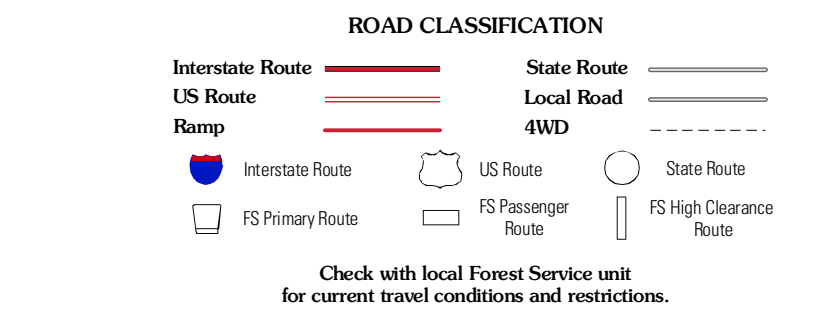 ROAD CLASSIFICATION
Interstate Route
State Route
US Route
Local Road
Ramp
4WD
Interstate Route
US Route
State Route
FS Primary Route
FS Passenger
Route
FS High Clearance
Route
Check with local Forest Service unit
for current travel conditions and restrictions.